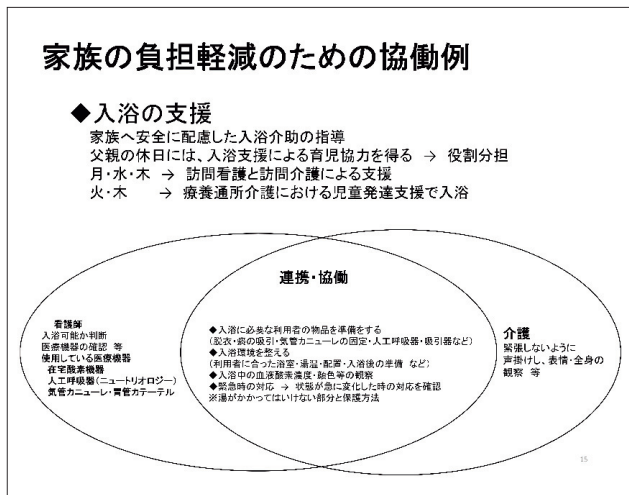 家族の負担軽減のための協働例
◆入浴の支援
家族へ安全に配慮した入浴介助の指導
父親の休日には、入浴支援による育児協力を得る → 役割分担
月・水・木 → 訪問看護と訪問介護による支援
火・木 → 療養通所介護における児童発達支援で入浴
連携・協働
看護師
入浴可能か判断
医療機器の確認 等
使用している医療機器
在宅酸素機器
人工呼吸器(ニュートリオロジー)
気管カニューレ・胃管カテーテル
◆入浴に必要な利用者の物品を準備をする
(脱衣・痰の吸引・気管カニューレの固定・人工呼吸器・吸引器など)
◆入浴環境を整える
(利用者に合った浴室・湯温・配置・入浴後の準備 など)
◆入浴中の血液酸素濃度・顔色等の観察
◆緊急時の対応 → 状態が急に変化した時の対応を確認
※湯がかかってはいけない部分と保護方法
介護
緊張しないように
声掛けし、表情・全身の
観察 等
15